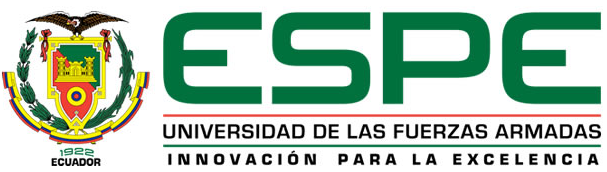 ESPE
UNIVERSIDAD DE LAS FUERZAS ARMADAS
INNOVACIÓN PARA LA EXCELENCIA
1922
ECUADOR